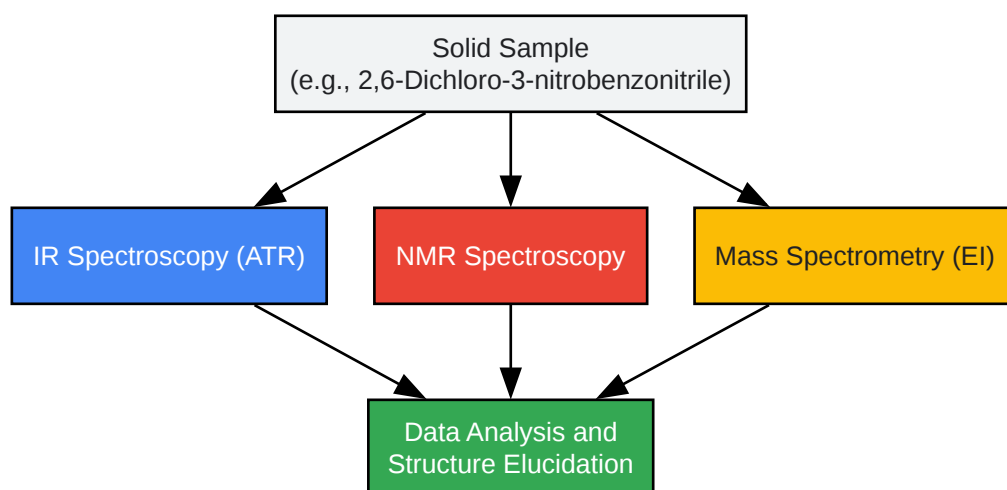 Solid Sample
(e.g., 2,6-Dichloro-3-nitrobenzonitrile)
IR Spectroscopy (ATR)
NMR Spectroscopy
Mass Spectrometry (EI)
Data Analysis and
Structure Elucidation